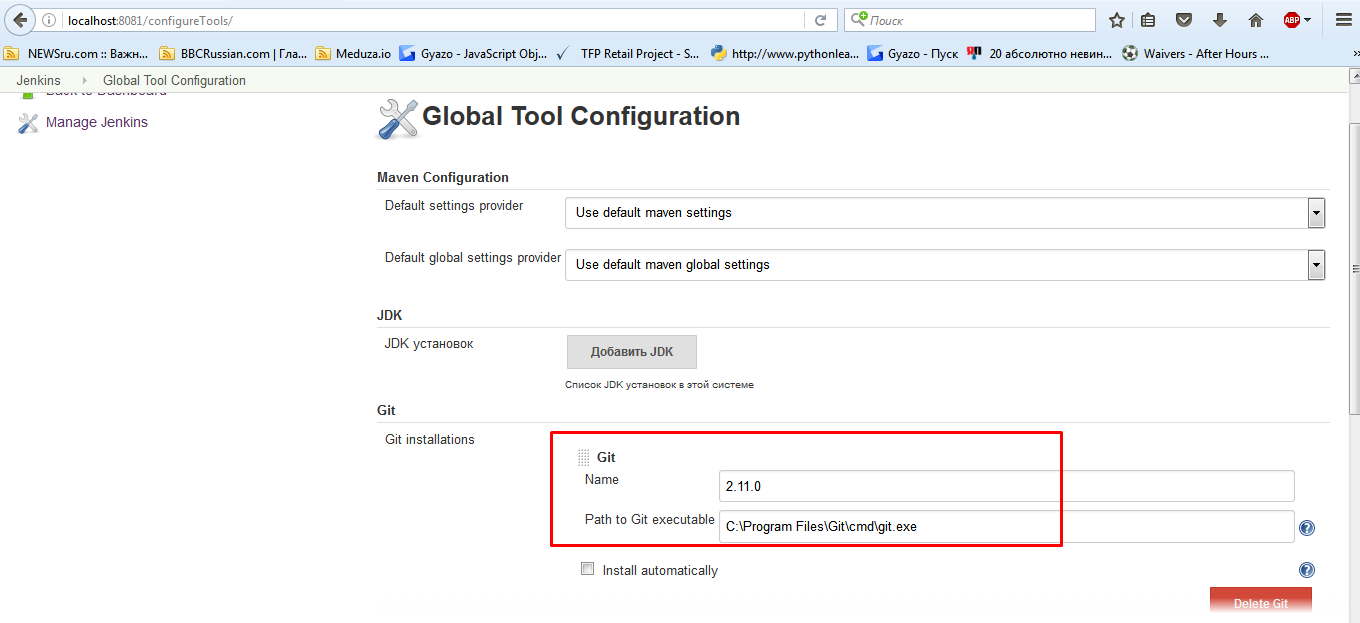 localhost:8081/configureTools/
Поиск
ABP
NEWSru.com :: Важн... BBCRussian.com | Гла... Meduza.io Gyazo - JavaScript Obj... TFP Retail Project - S... http://www.pythonlea... Gyazo - Пуск 20 абсолютно невин... Waivers - After Hours ...
Jenkins Global Tool Configuration
Back to Dashboard
Manage Jenkins
Global Tool Configuration
Maven Configuration
Default settings provider
Use default maven settings
Default global settings provider
Use default maven global settings
JDK
JDK установок
Добавить JDK
Список JDK установок в этой системе
Git
Git installations
Git
Name
2.11.0
Path to Git executable
C:\Program Files\Git\cmd\git.exe
Install automatically
Delete Git